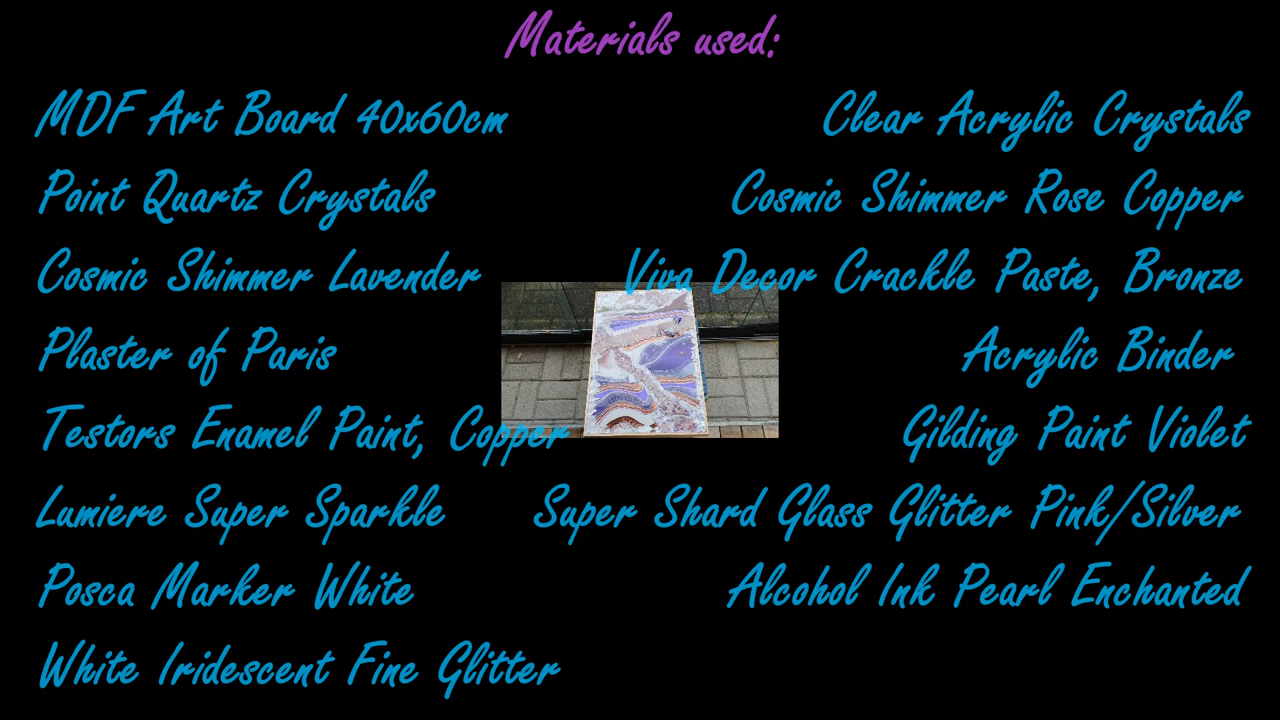 Materials used:
MDF Art Board 40x60cm
Point Quartz Crystals
Cosmic Shimmer Lavender
Plaster of Paris
Testors Enamel Paint, Copper
Lumiere Super Sparkle
Posca Marker White
White Iridescent Fine Glitter
Clear Acrylic Crystals
Cosmic Shimmer Rose Copper
Viva Decor Crackle Paste, Bronze
Acrylic Binder
Gilding Paint Violet
Super Shard Glass Glitter Pink/Silver
Alcohol Ink Pearl Enchanted